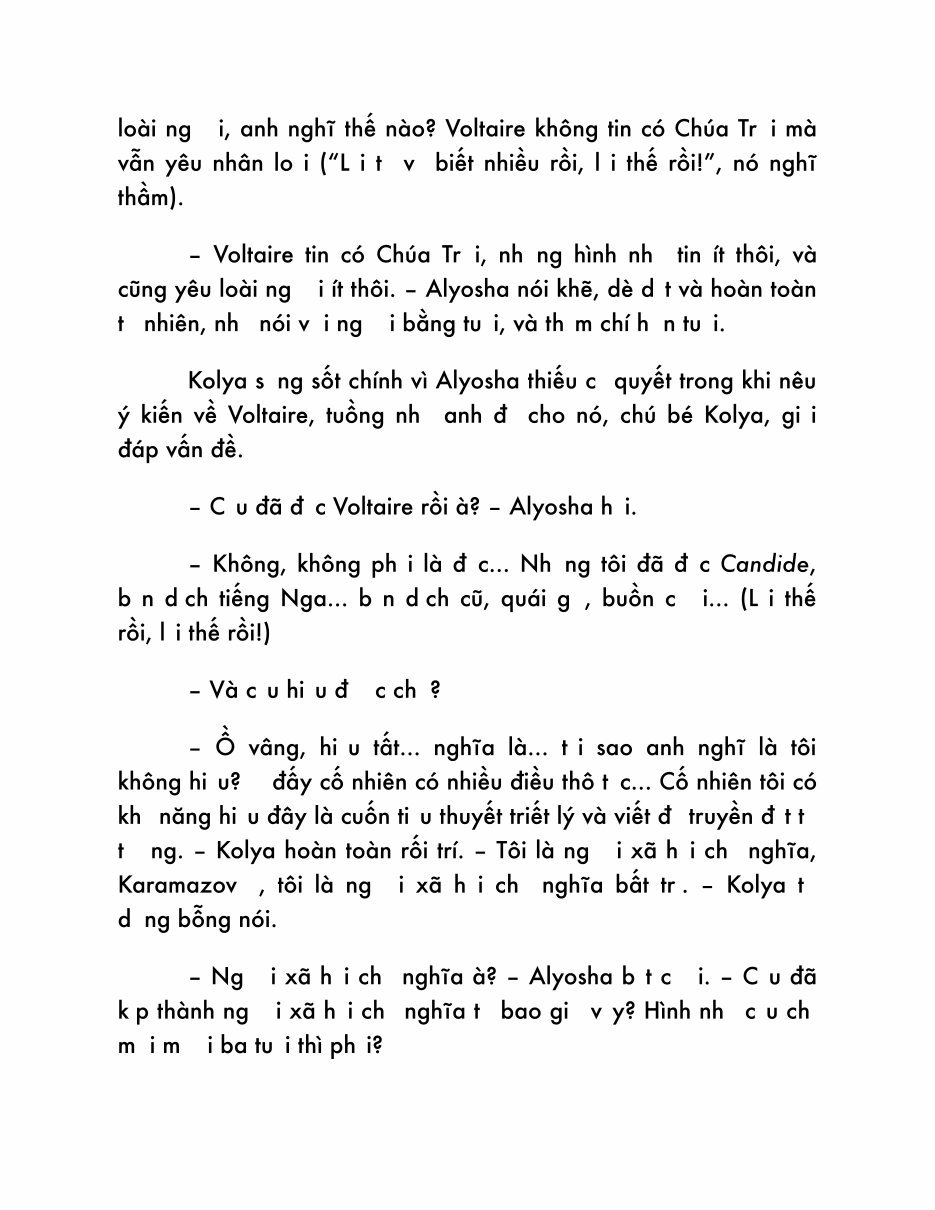 loài ng i, anh nghĩ thế nào? Voltaire không tin có Chúa Tr i mà
vẫn yêu nhân lo i (“L i t v biết nhiều rồi, l i thế rồi!”, nó nghĩ
thầm).
– Voltaire tin có Chúa Tr i, nh ng hình nh tin ít thôi, và
cũng yêu loài ng i ít thôi. – Alyosha nói khẽ, dè d t và hoàn toàn
t nhiên, nh nói v i ng i bằng tu i, và th m chí h n tu i.
Kolya s ng sốt chính vì Alyosha thiếu c quyết trong khi nêu
ý kiến về Voltaire, tuồng nh anh đ cho nó, chú bé Kolya, gi i
đáp vấn đề.
– C u đã đ c Voltaire rồi à? – Alyosha h i.
– Không, không ph i là đ c... Nh ng tôi đã đ c Candide,
b n d ch tiếng Nga... b n d ch cũ, quái g , buồn c i... (L i thế
rồi, l i thế rồi!)
– Và c u hi u đ c ch ?
– Ồ vâng, hi u tất... nghĩa là... t i sao anh nghĩ là tôi
không hi u? đấy cố nhiên có nhiều điều thô t c... Cố nhiên tôi có
kh năng hi u đây là cuốn ti u thuyết triết lý và viết đ truyền đ t t
t ng. – Kolya hoàn toàn rối trí. – Tôi là ng i xã h i ch nghĩa,
Karamazov , tôi là ng i xã h i ch nghĩa bất tr . – Kolya t
d ng bỗng nói.
– Ng i xã h i ch nghĩa à? – Alyosha b t c i. – C u đã
k p thành ng i xã h i ch nghĩa t bao gi v y? Hình nh c u ch
m i m i ba tu i thì ph i?